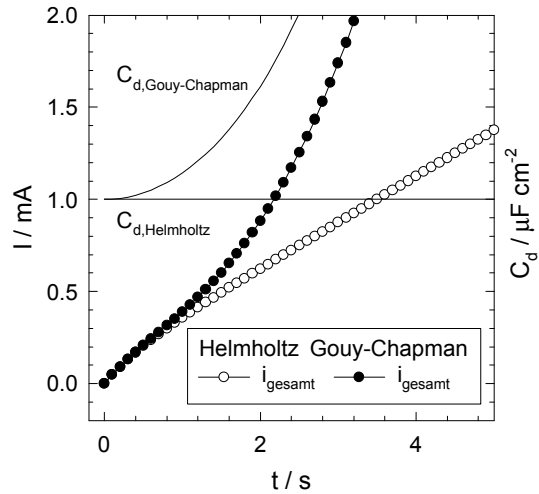 2.0
1.5
1.0
0.5
0.0
I / mA
C_d,Gouy-Chapman
C_d,Helmholtz
C_d / μF cm⁻²
Helmholtz Gouy-Chapman
i_gesamt i_gesamt
0 2 4
t / s